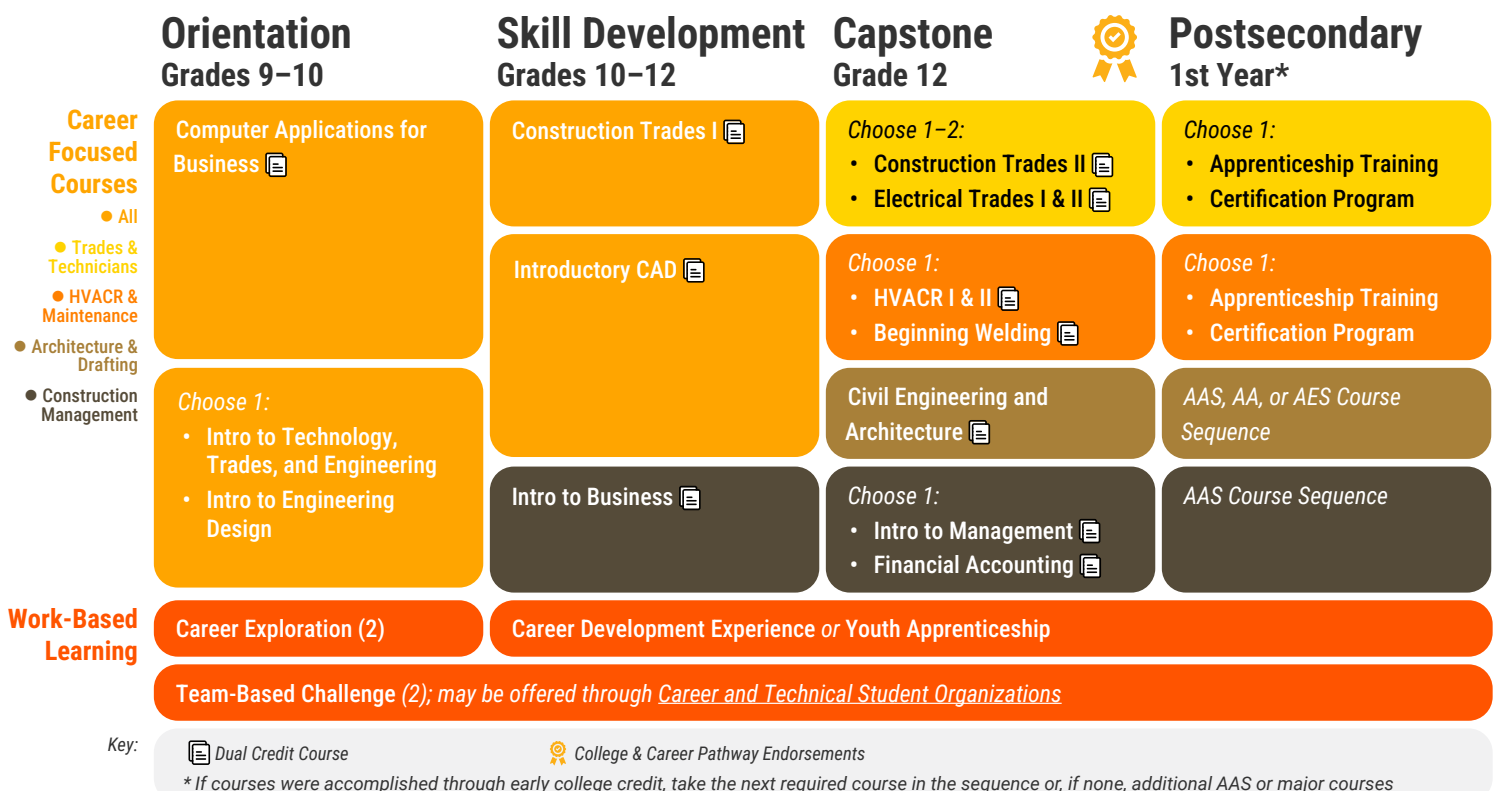 Orientation
Grades 9–10
Skill Development
Grades 10–12
Capstone
Grade 12
Postsecondary
1st Year*
Career
Focused
Courses
● All
● Trades &
Technicians
● HVACR &
Maintenance
● Architecture &
Drafting
● Construction
Management
Computer Applications for
Business
Choose 1:
• Intro to Technology,
Trades, and Engineering
• Intro to Engineering
Design
Construction Trades I
Introductory CAD
Intro to Business
Choose 1–2:
• Construction Trades II
• Electrical Trades I & II
Choose 1:
• HVACR I & II
• Beginning Welding
Civil Engineering and
Architecture
Choose 1:
• Intro to Management
• Financial Accounting
Choose 1:
• Apprenticeship Training
• Certification Program
Choose 1:
• Apprenticeship Training
• Certification Program
AAS, AA, or AES Course
Sequence
AAS Course Sequence
Work-Based
Learning
Career Exploration (2)
Career Development Experience or Youth Apprenticeship
Team-Based Challenge (2); may be offered through Career and Technical Student Organizations
Key:
Dual Credit Course
College & Career Pathway Endorsements
* If courses were accomplished through early college credit, take the next required course in the sequence or, if none, additional AAS or major courses